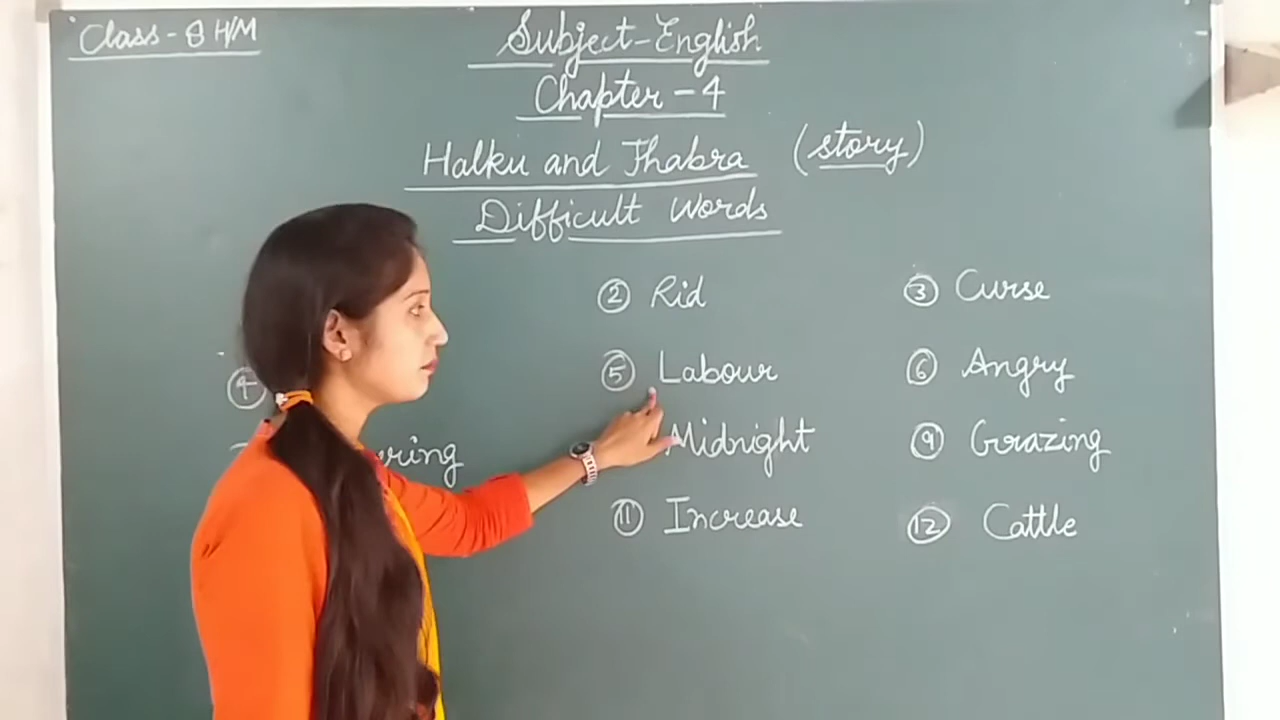 Class-8 H/M
Subject-English
Chapter-4
Halku and Jhabra (story)
Difficult Words
② Rid ③ Curse
④ ⑤ Labour ⑥ Angry
Midnight ⑨ Grazing
⑪ Increase ⑫ Cattle